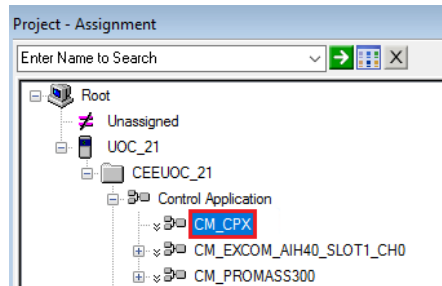 Project - Assignment
Enter Name to Search
Root
Unassigned
UOC_21
CEEUOC_21
Control Application
CM_CPX
CM_EXCOM_AIH40_SLOT1_CH0
CM_PROMASS300